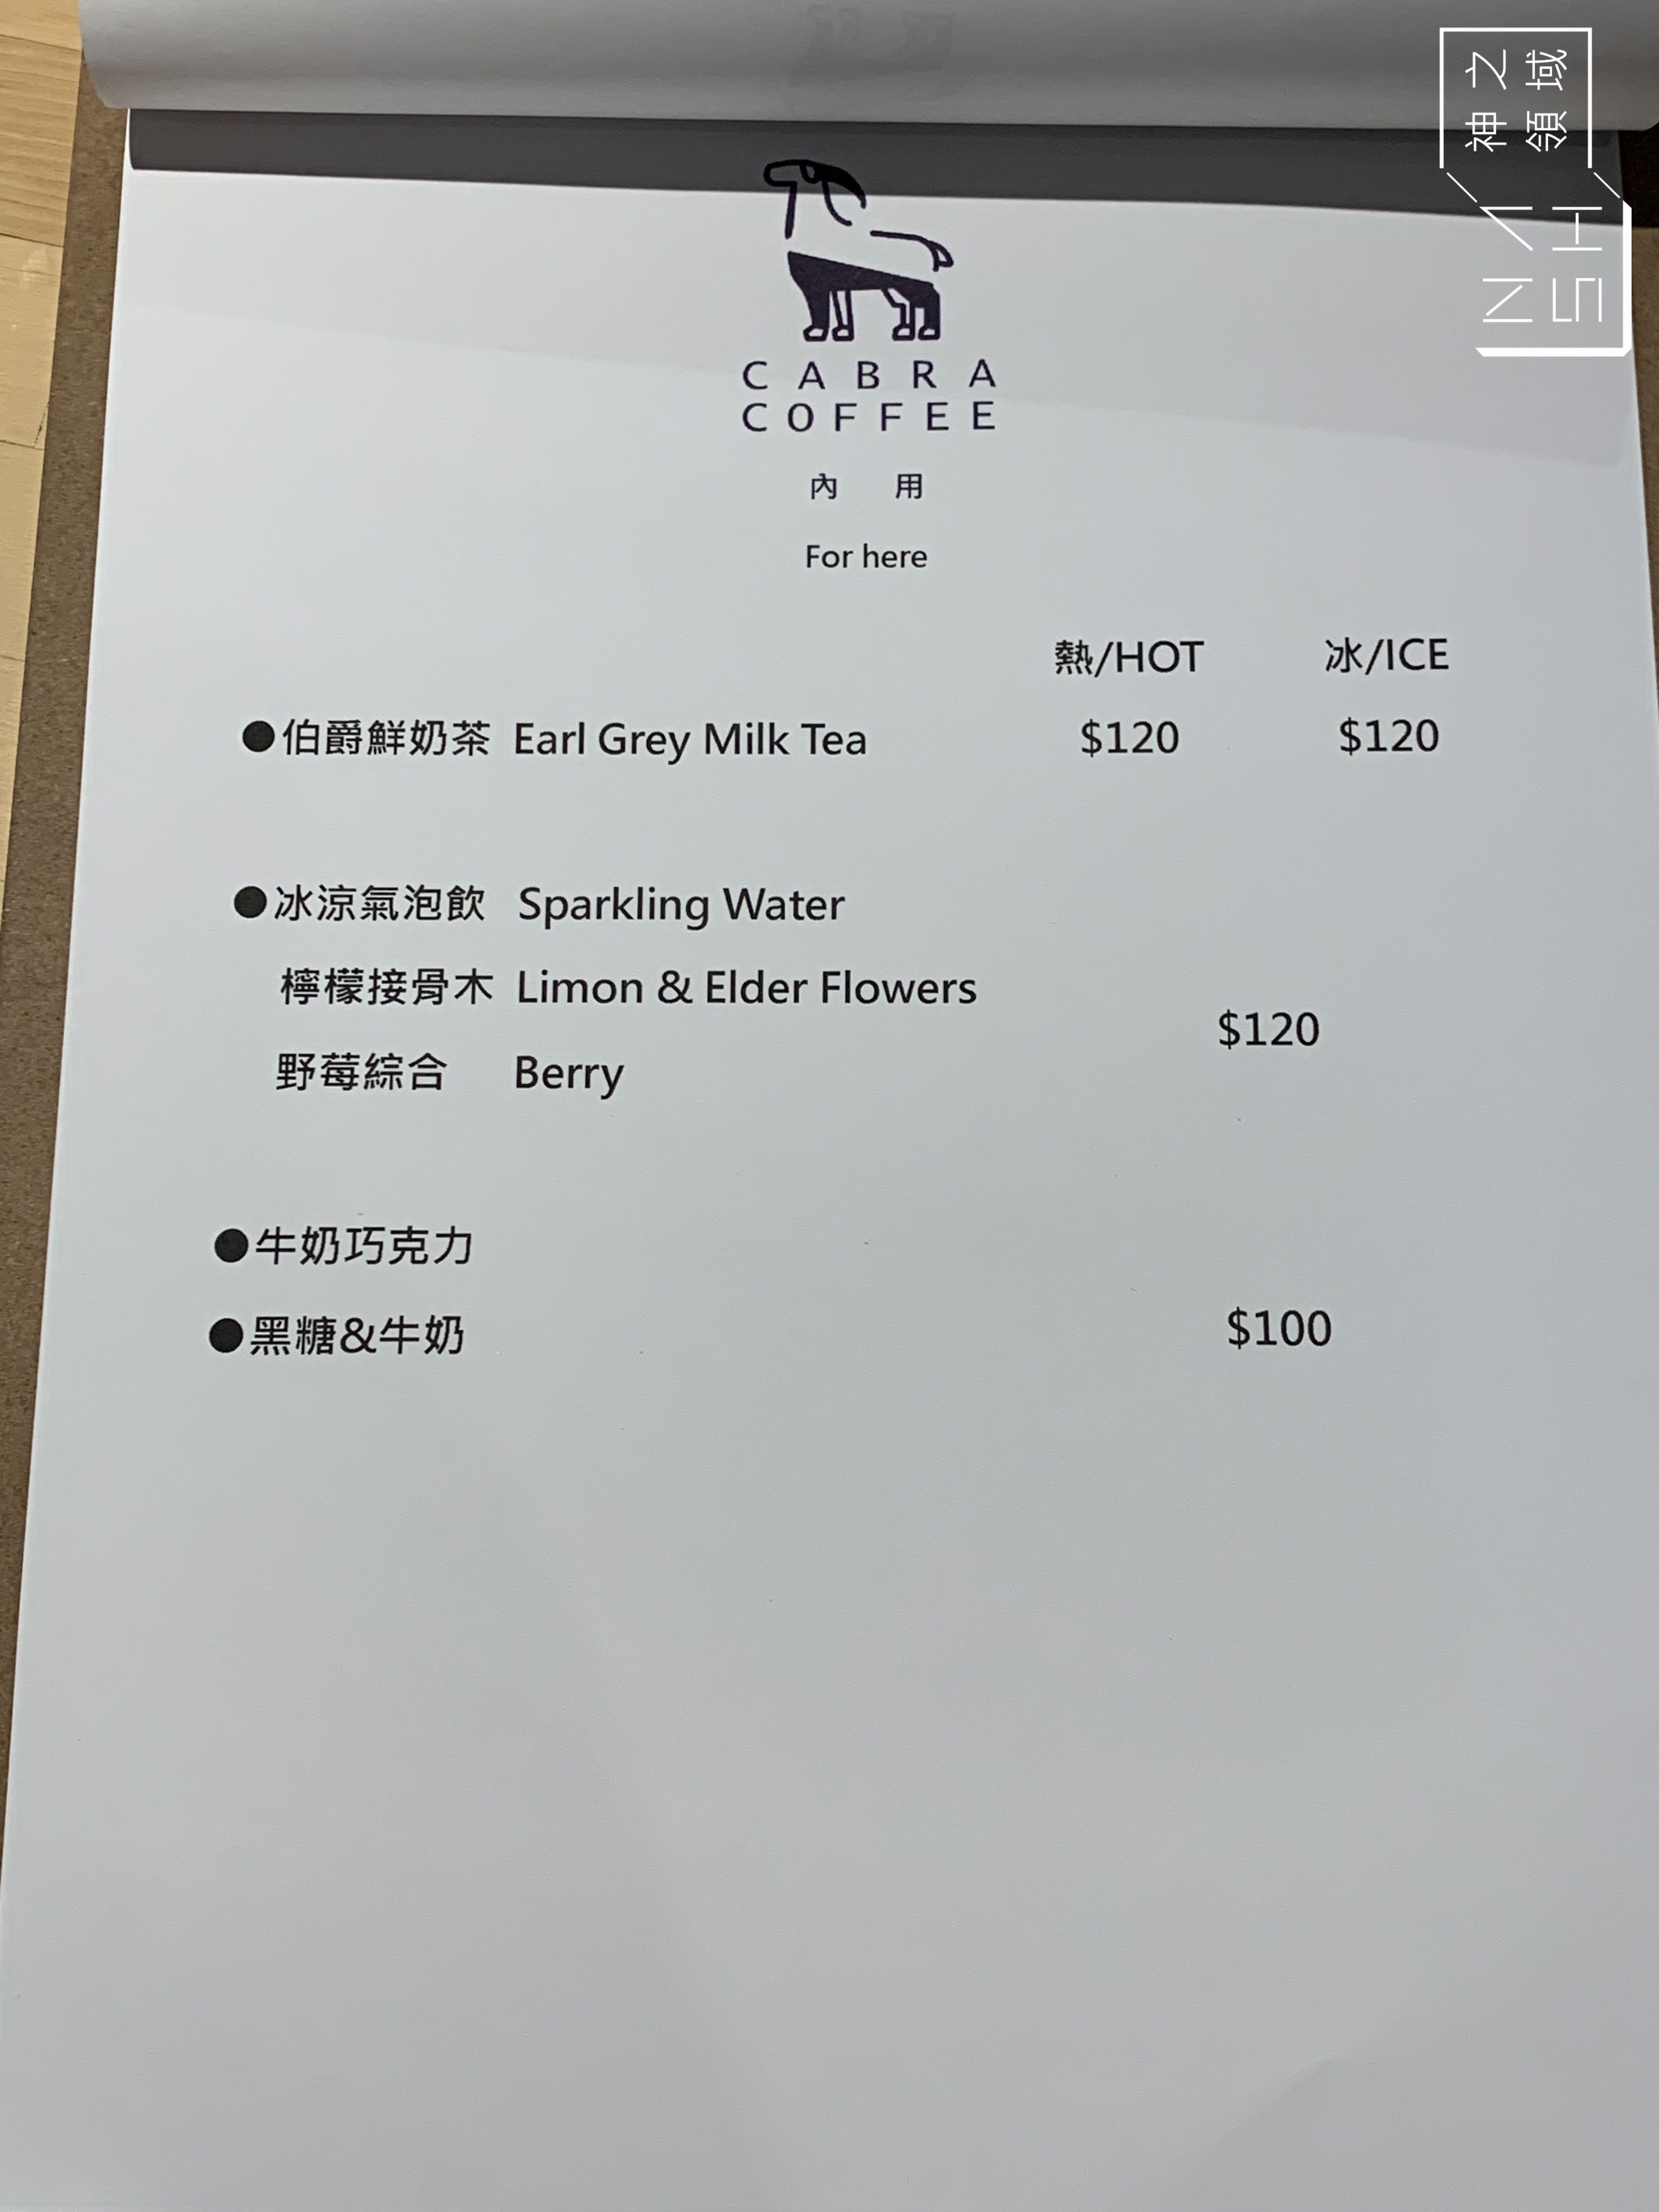 神之
領域
CABRA
COFFEE
內 用
For here
熱/HOT 冰/ICE
●伯爵鮮奶茶 Earl Grey Milk Tea $120 $120
●冰涼氣泡飲 Sparkling Water
檸檬接骨木 Limon & Elder Flowers
$120
野莓綜合 Berry
●牛奶巧克力
●黑糖&牛奶 $100